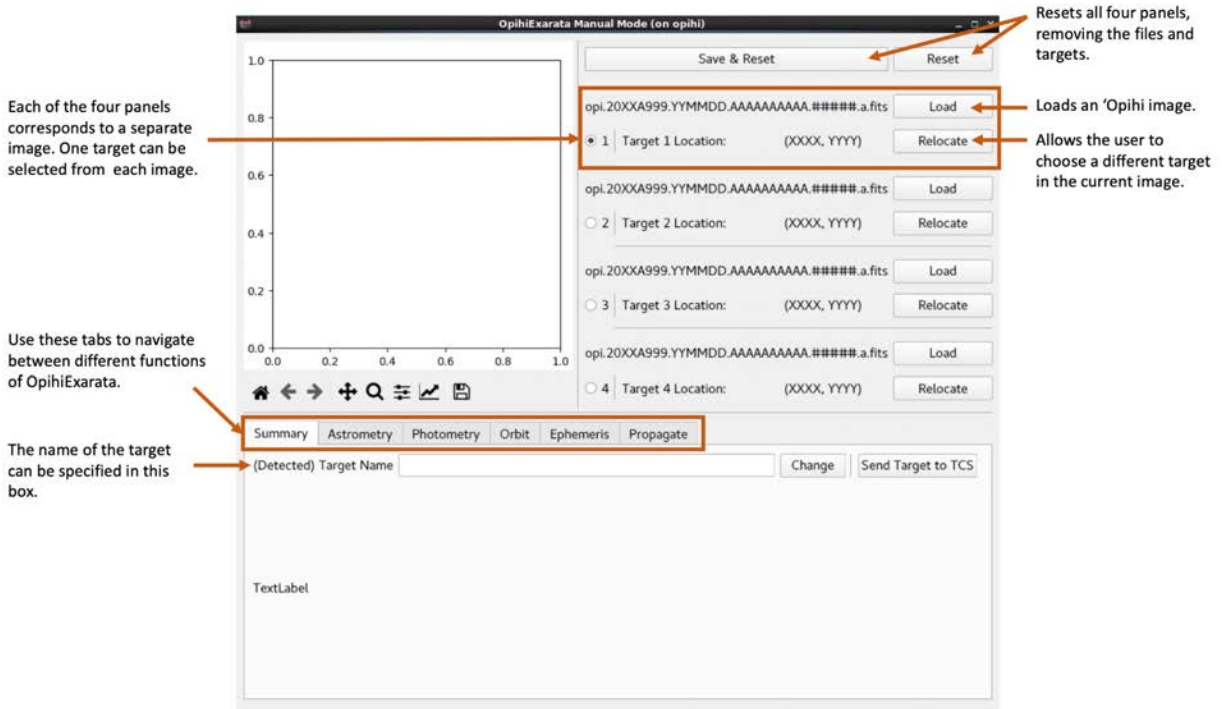 OpihiExarata Manual Mode (on opihi)
Resets all four panels,
removing the files and
targets.
Save & Reset
Reset
1.0
0.8
0.6
0.4
0.2
0.0
0.0 0.2 0.4 0.6 0.8 1.0
Each of the four panels
corresponds to a separate
image. One target can be
selected from each image.
opi.20XXA999.YYMMDD.AAAAAAAAAA.#####.a.fits Load
1 Target 1 Location: (XXXX, YYYY) Relocate
Loads an ‘Opihi image.
Allows the user to
choose a different target
in the current image.
opi.20XXA999.YYMMDD.AAAAAAAAAA.#####.a.fits Load
2 Target 2 Location: (XXXX, YYYY) Relocate
opi.20XXA999.YYMMDD.AAAAAAAAAA.#####.a.fits Load
3 Target 3 Location: (XXXX, YYYY) Relocate
opi.20XXA999.YYMMDD.AAAAAAAAAA.#####.a.fits Load
4 Target 4 Location: (XXXX, YYYY) Relocate
Use these tabs to navigate
between different functions
of OpihiExarata.
Summary Astrometry Photometry Orbit Ephemeris Propagate
The name of the target
can be specified in this
box.
(Detected) Target Name Change Send Target to TCS
TextLabel